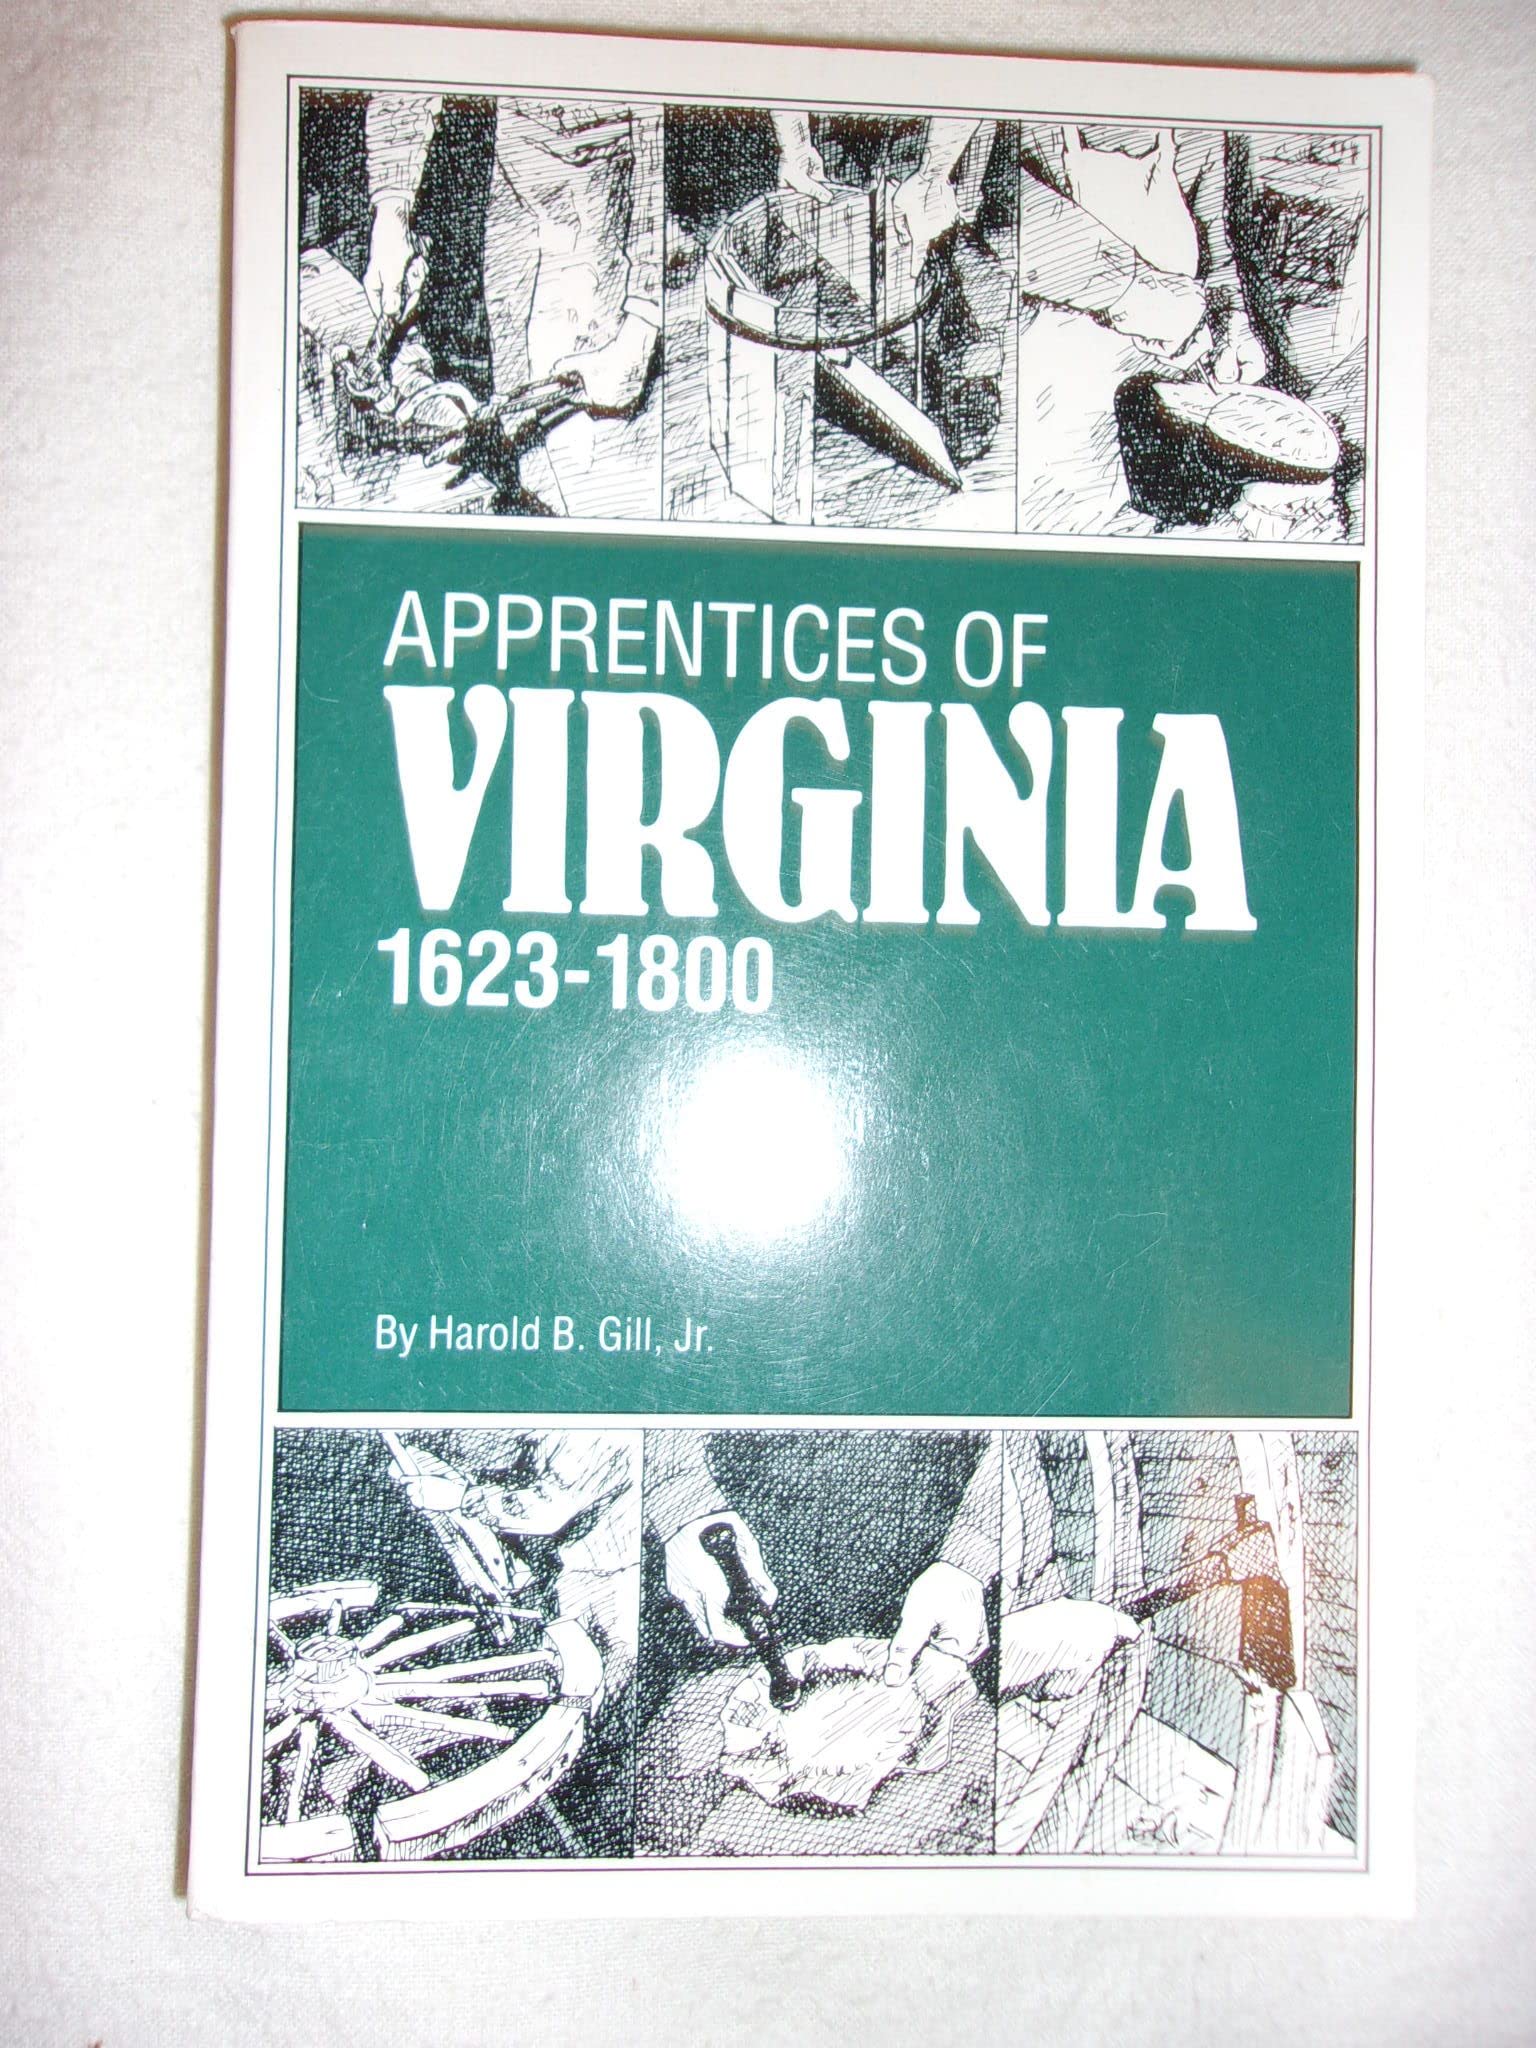 APPRENTICES OF
VIRGINIA
1623-1800
By Harold B. Gill, Jr.